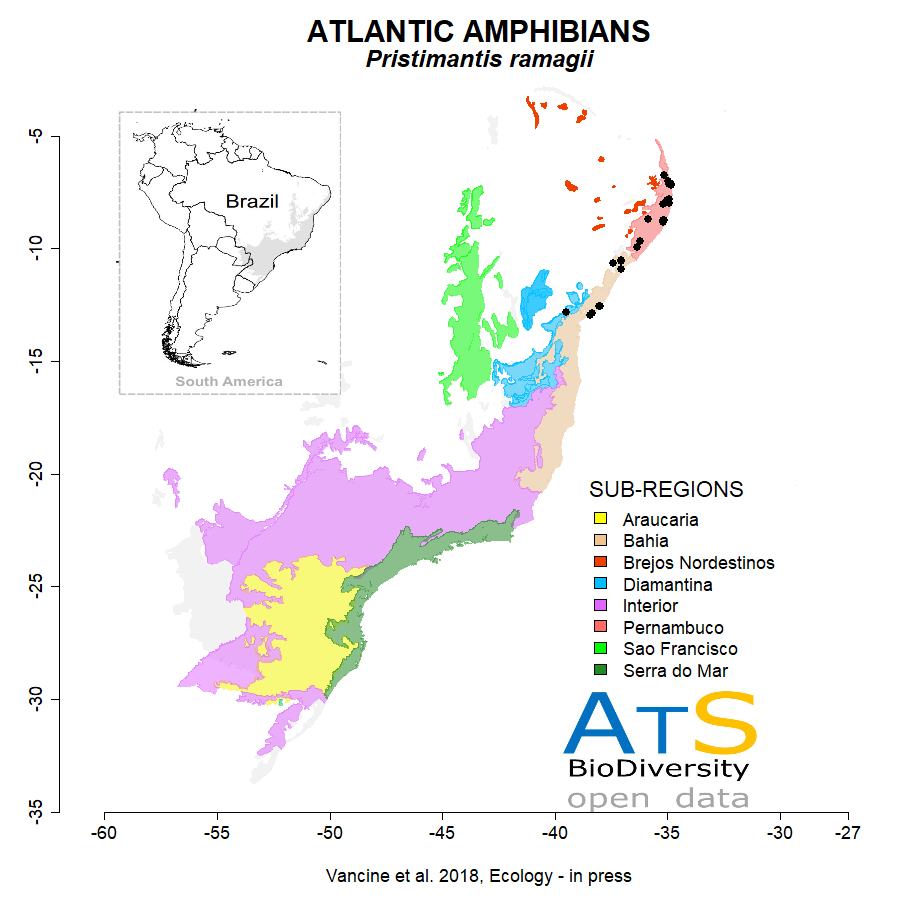 ATLANTIC AMPHIBIANS
Pristimantis ramagii
Brazil
South America
-5
-10
-15
-20
-25
-30
-35
SUB-REGIONS
Araucaria
Bahia
Brejos Nordestinos
Diamantina
Interior
Pernambuco
Sao Francisco
Serra do Mar
ATS
BioDiversity
open data
-60
-55
-50
-45
-40
-35
-30
-27
Vancine et al. 2018, Ecology - in press